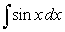 ∫sin x dx